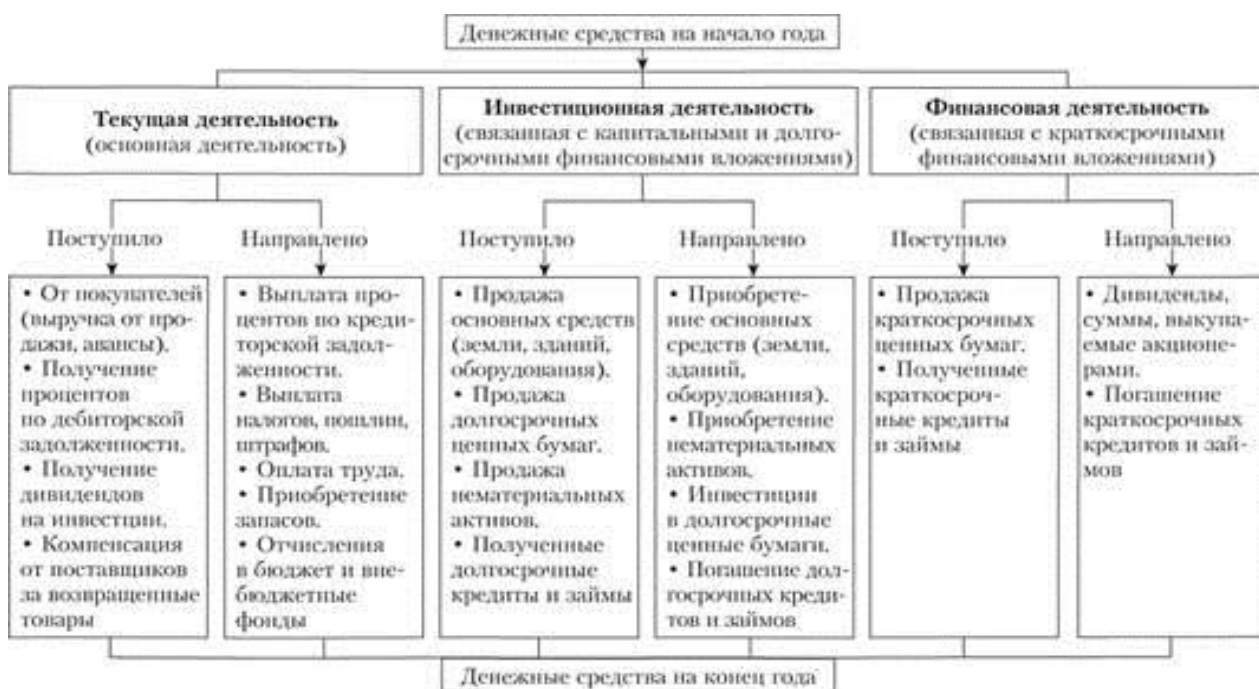 Денежные средства на начало года
Текущая деятельность
(основная деятельность)
Инвестиционная деятельность
(связанная с капитальными и долго-
срочными финансовыми вложениями)
Финансовая деятельность
(связанная с краткосрочными
финансовыми вложениями)
Поступило
Направлено
Поступило
Направлено
Поступило
Направлено
• От покупателей
(выручка от про-
дажи, авансы).
• Получение
процентов
по дебиторской
задолженности.
• Получение
дивидендов
на инвестции.
• Компенсация
от поставщиков
за возвращенные
товары
• Выплата про-
центов по креди-
торской задол-
женности.
• Выплата
налогов, пошлин,
штрафов.
• Оплата труда.
• Приобретение
запасов.
• Отчисления
в бюджет и вне-
бюджетные
фонды
• Продажа
основных средств
(земли, зданий,
оборудования).
• Продажа
долгосрочных
ценных бумаг.
• Продажа
нематериальных
активов.
• Полученные
долгосрочные
кредиты и займы
• Приобрете-
ние основных
средств (земли,
зданий,
оборудования).
• Приобретение
нематериальных
активов.
• Инвестиции
в долгосрочные
ценные бумаги.
• Погашение дол-
госрочных креди-
тов и займов
• Продажа
краткосрочных
ценных бумаг.
• Полученные
краткосроч-
ные кредиты
и займы
• Дивиденды,
суммы, выкупа-
емые акционе-
рами.
• Погашение
краткосрочных
кредитов и зай-
мов
Денежные средства на конец года